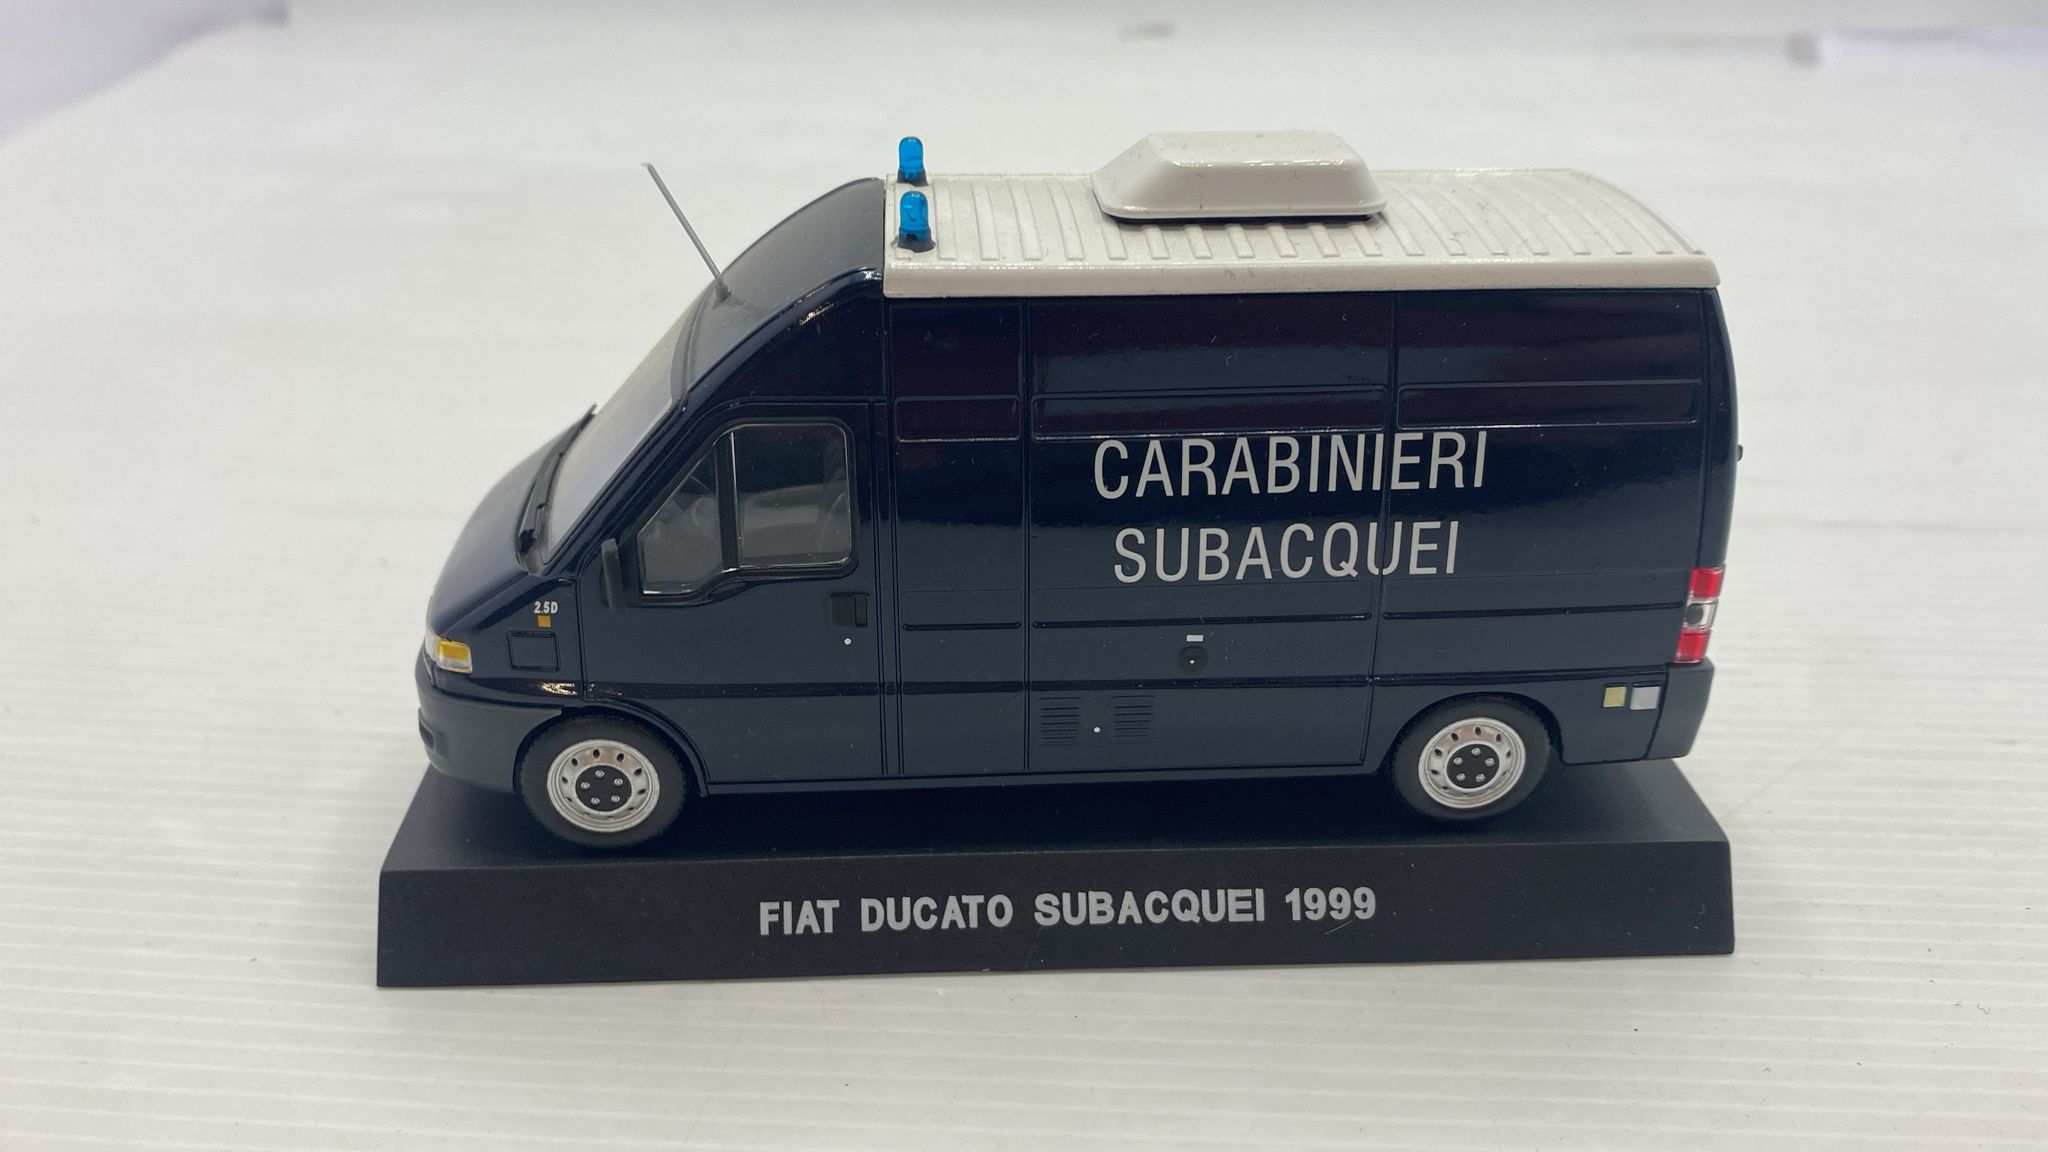 CARABINIERI
SUBACQUEI
2.5D
FIAT DUCATO SUBACQUEI 1999